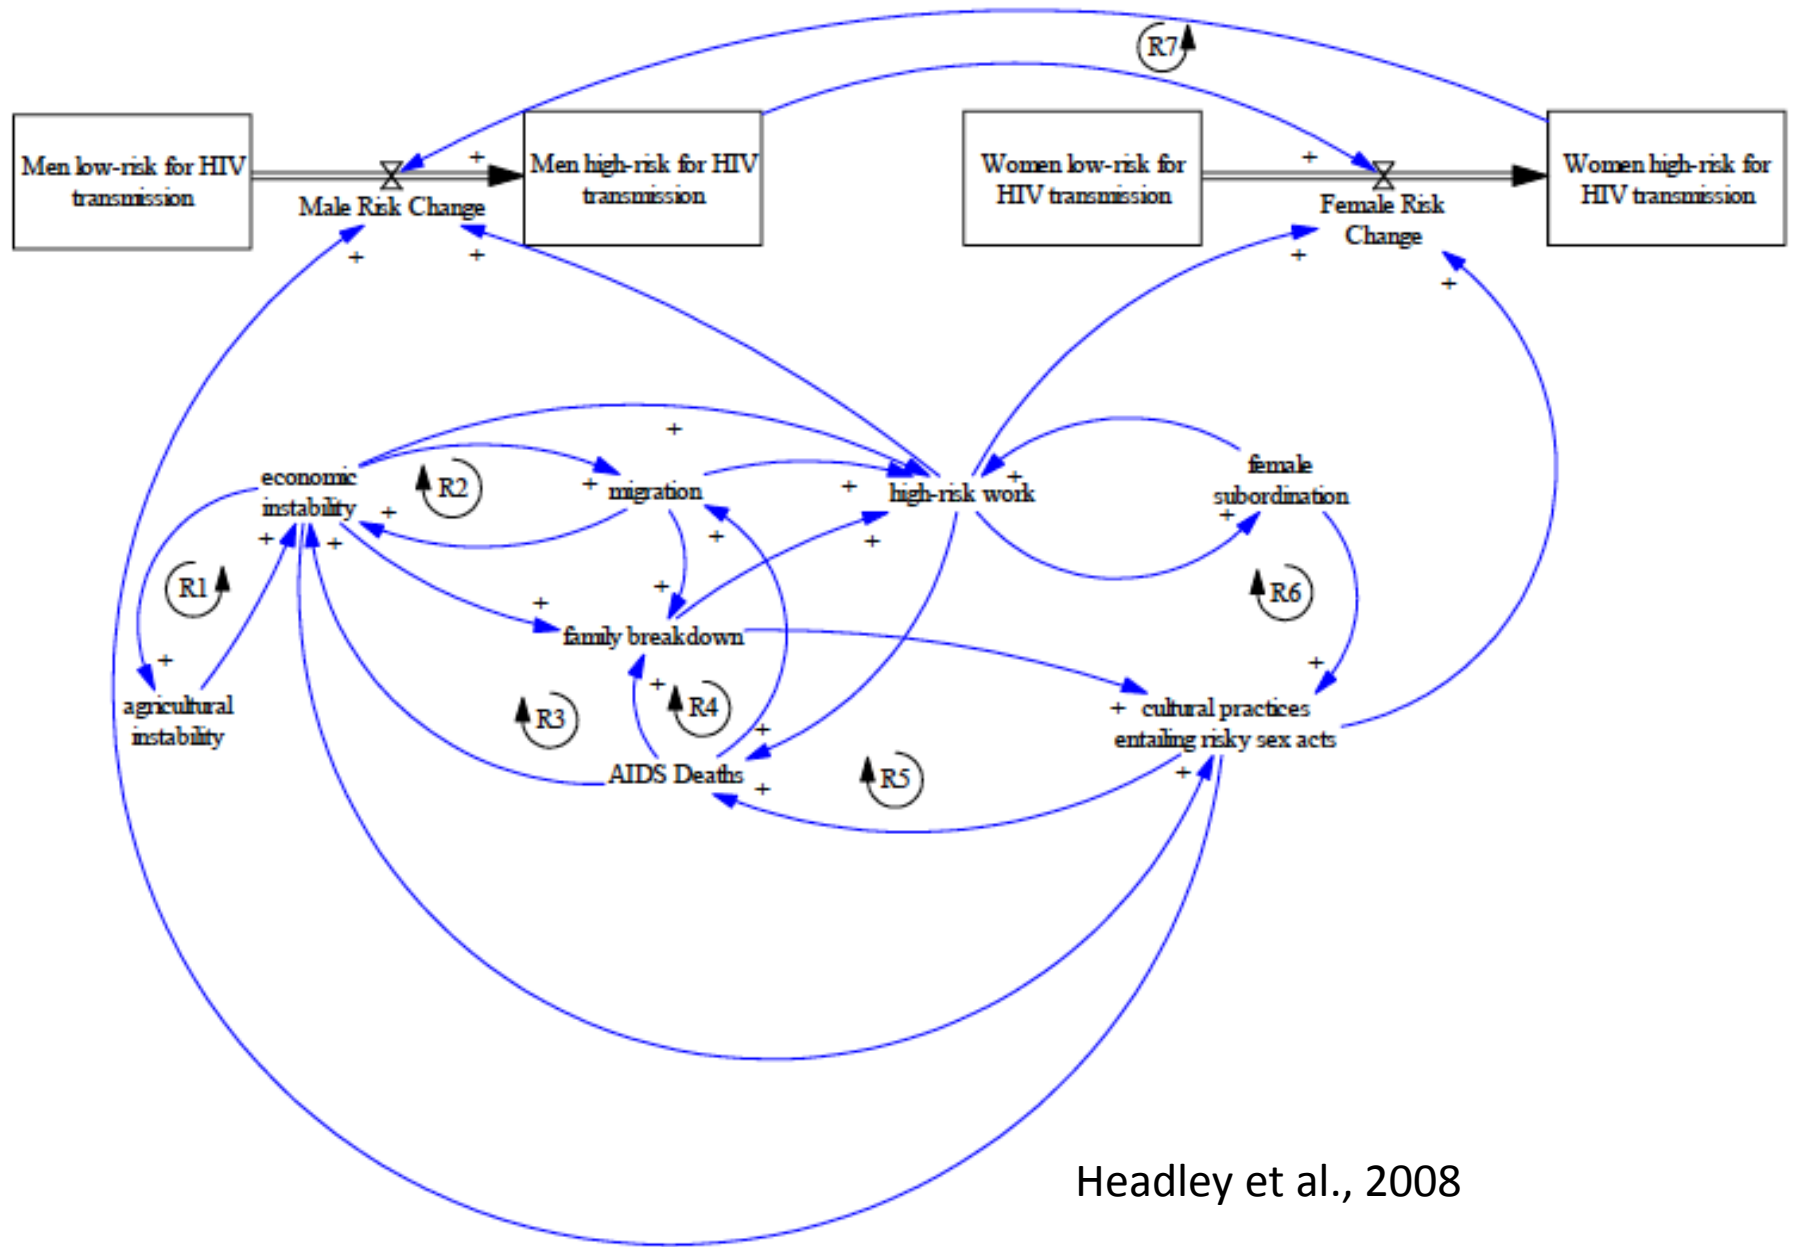 R7
Men low-risk for HIV
transmission
+
Men high-risk for HIV
transmission
Women low-risk for
HIV transmission
+
Women high-risk for
HIV transmission
Male Risk Change
Female Risk
Change
+
+
+
+
+
economic
instability
R2
+
migration
+
high-risk work
+
female
subordination
+
+
+
+
+
+
R1
+
+
R6
family breakdown
+
+
agricultural
instability
R3
+
R4
+
cultural practices
entailing risky sex acts
+
AIDS Deaths
+
R5
+
Headley et al., 2008